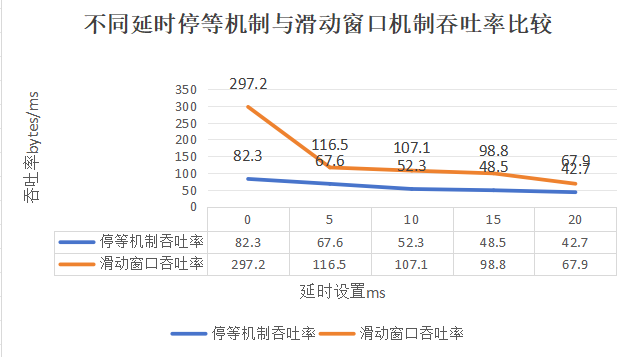 不同延时停等机制与滑动窗口机制吞吐率比较
吞吐率bytes/ms
350
300
250
200
150
100
50
0
297.2
116.5
107.1
98.8
67.9
82.3
67.6
52.3
48.5
42.7
0 5 10 15 20
停等机制吞吐率 82.3 67.6 52.3 48.5 42.7
滑动窗口吞吐率 297.2 116.5 107.1 98.8 67.9
延时设置ms
停等机制吞吐率 滑动窗口吞吐率